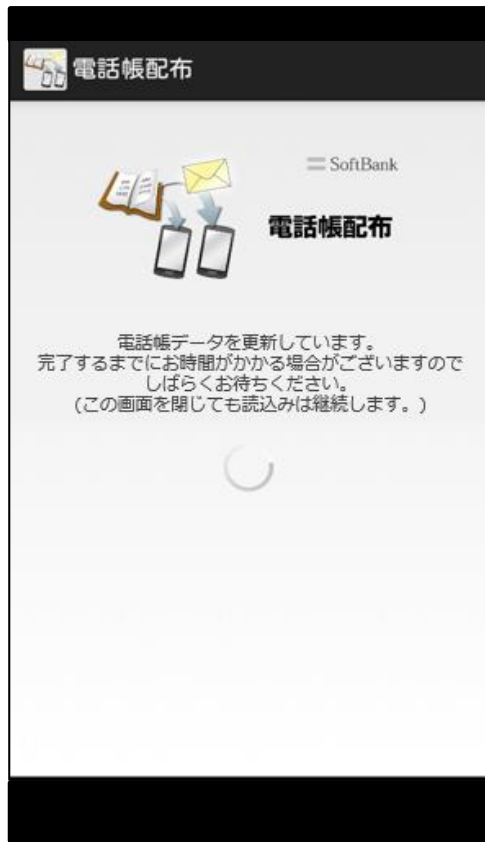 電話帳配布
SoftBank
電話帳配布
電話帳データを更新しています。
完了するまでにお時間がかかる場合がございますので
しばらくお待ちください。
(この画面を閉じても読込みは継続します。)